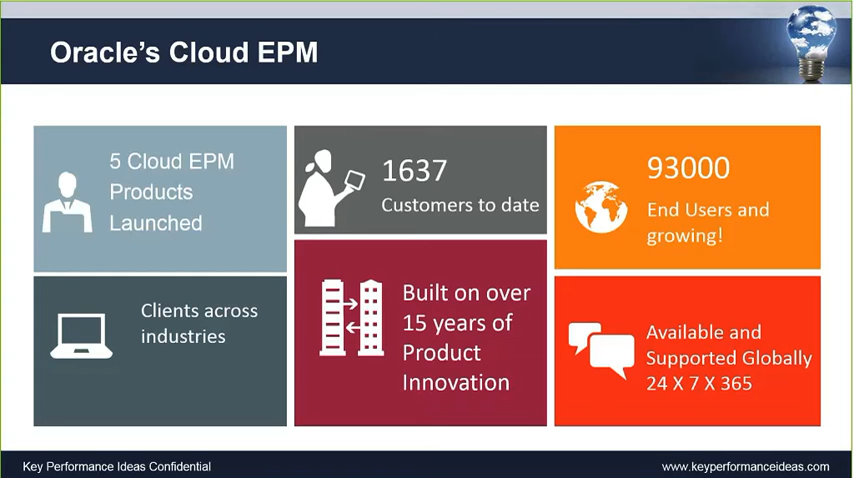 Oracle's Cloud EPM
5 Cloud EPM
Products
Launched
1637
Customers to date
93000
End Users and
growing!
Clients across
industries
Built on over
15 years of
Product
Innovation
Available and
Supported Globally
24 X 7 X 365
Key Performance Ideas Confidential
www.keyperformanceideas.com